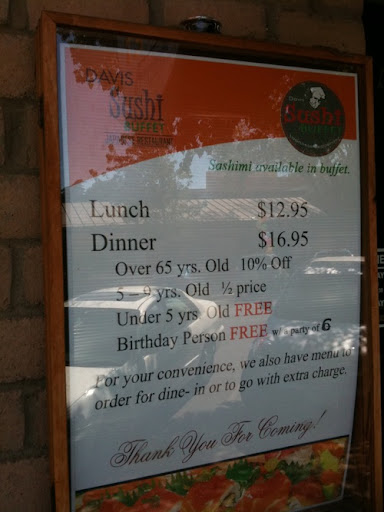 DAVIS
Sushi
BUFFET
JAPANESE RESTAURANT
Sushi
BUFFET
Sashimi available in buffet.
Lunch $12.95
Dinner $16.95
Over 65 yrs. Old 10% Off
5 – 9 yrs. Old ½ price
Under 5 yrs Old FREE
Birthday Person FREE w/ a party of 6
For your convenience, we also have menu to
order for dine- in or to go with extra charge.
Thank You For Coming!